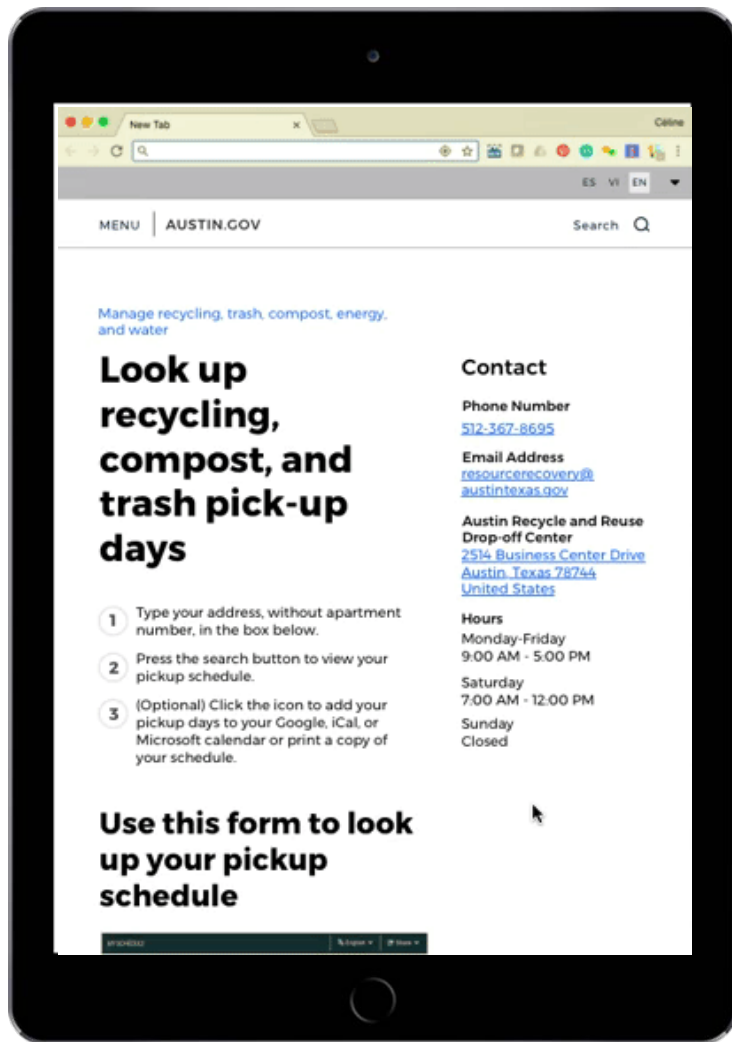 New Tab
Céline
ES VI EN
MENU AUSTIN.GOV
Search
Manage recycling, trash, compost, energy,
and water
Look up
recycling,
compost, and
trash pick-up
days
1 Type your address, without apartment
number, in the box below.
2 Press the search button to view your
pickup schedule.
3 (Optional) Click the icon to add your
pickup days to your Google, iCal, or
Microsoft calendar or print a copy of
your schedule.
Use this form to look
up your pickup
schedule
MY SCHEDULE
English
Share
Contact
Phone Number
512-367-8695
Email Address
resourcerecovery@
austintexas.gov
Austin Recycle and Reuse
Drop-off Center
2514 Business Center Drive
Austin, Texas 78744
United States
Hours
Monday-Friday
9:00 AM - 5:00 PM
Saturday
7:00 AM - 12:00 PM
Sunday
Closed